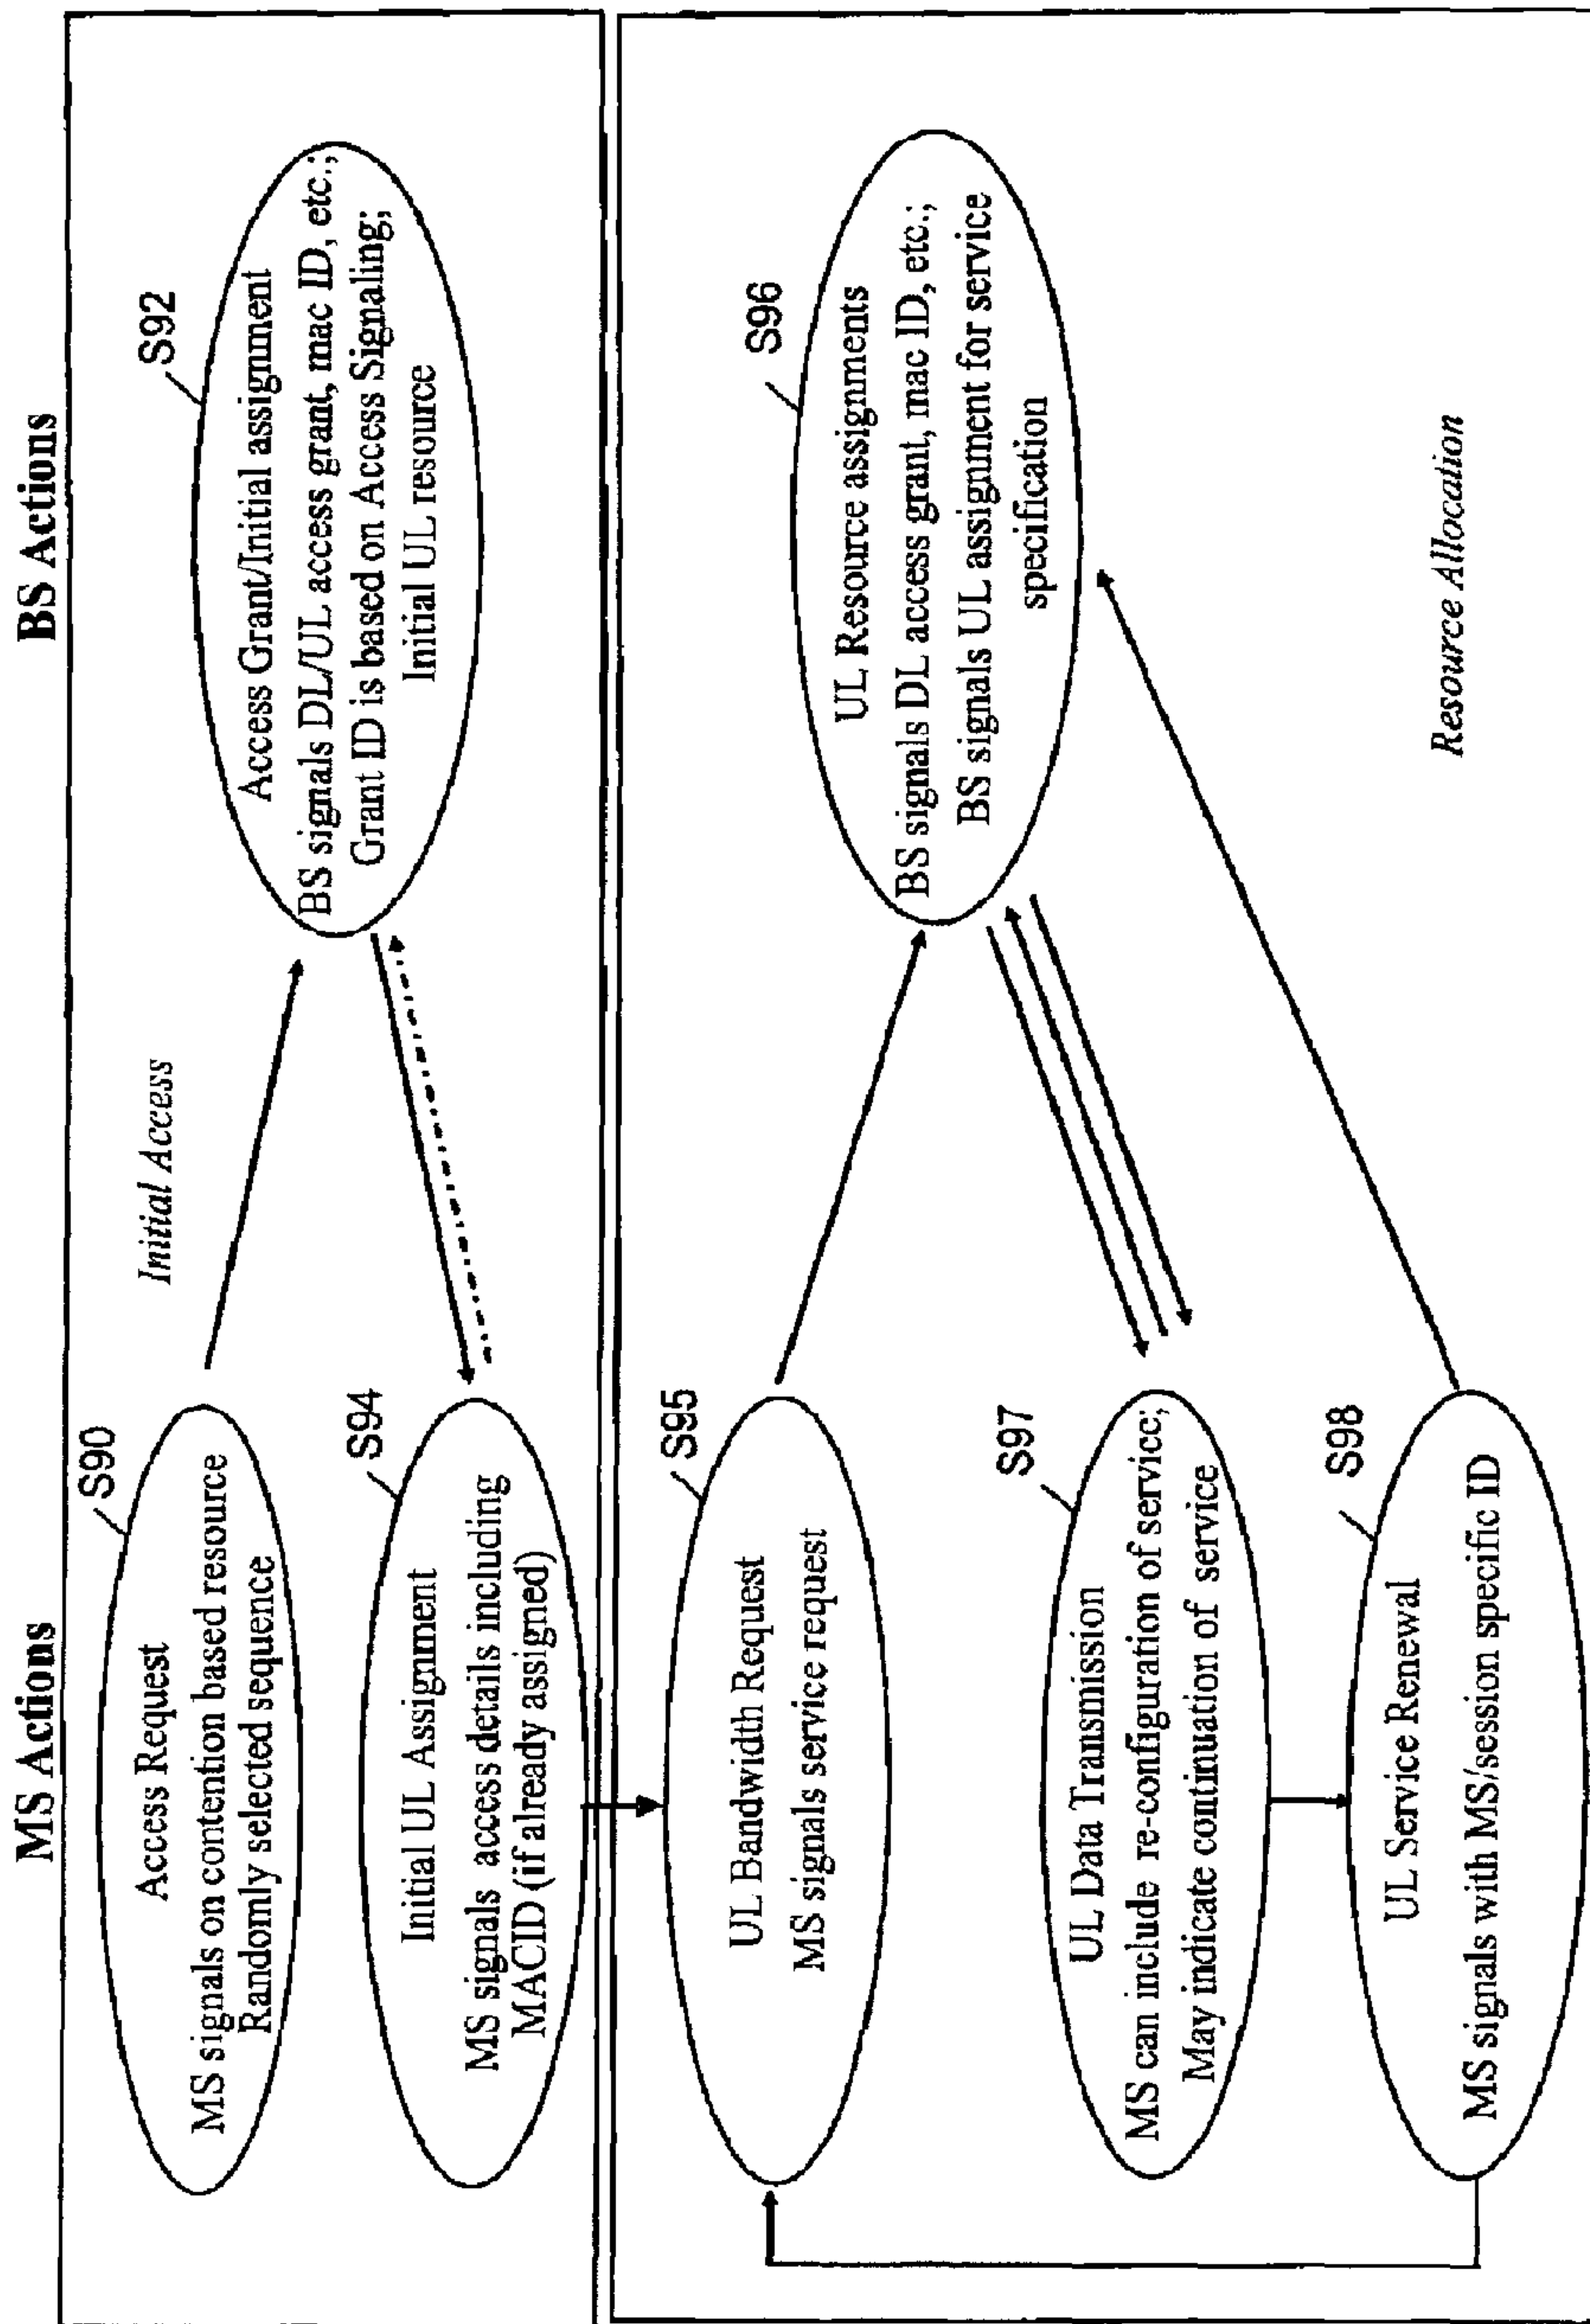 MS Actions
BS Actions
S90
Access Request
MS signals on contention based resource
Randomly selected sequence
Initial Access
S92
Access Grant/Initial assignment
BS signals DL/UL access grant, mac ID, etc.;
Grant ID is based on Access Signaling;
Initial UL resource
S94
Initial UL Assignment
MS signals access details including
MACID (if already assigned)
S95
UL Bandwidth Request
MS signals service request
S96
UL Resource assignments
BS signals DL access grant, mac ID, etc.;
BS signals UL assignment for service
specification
S97
UL Data Transmission
MS can include re-configuration of service;
May indicate continuation of service
S98
UL Service Renewal
MS signals with MS/session specific ID
Resource Allocation